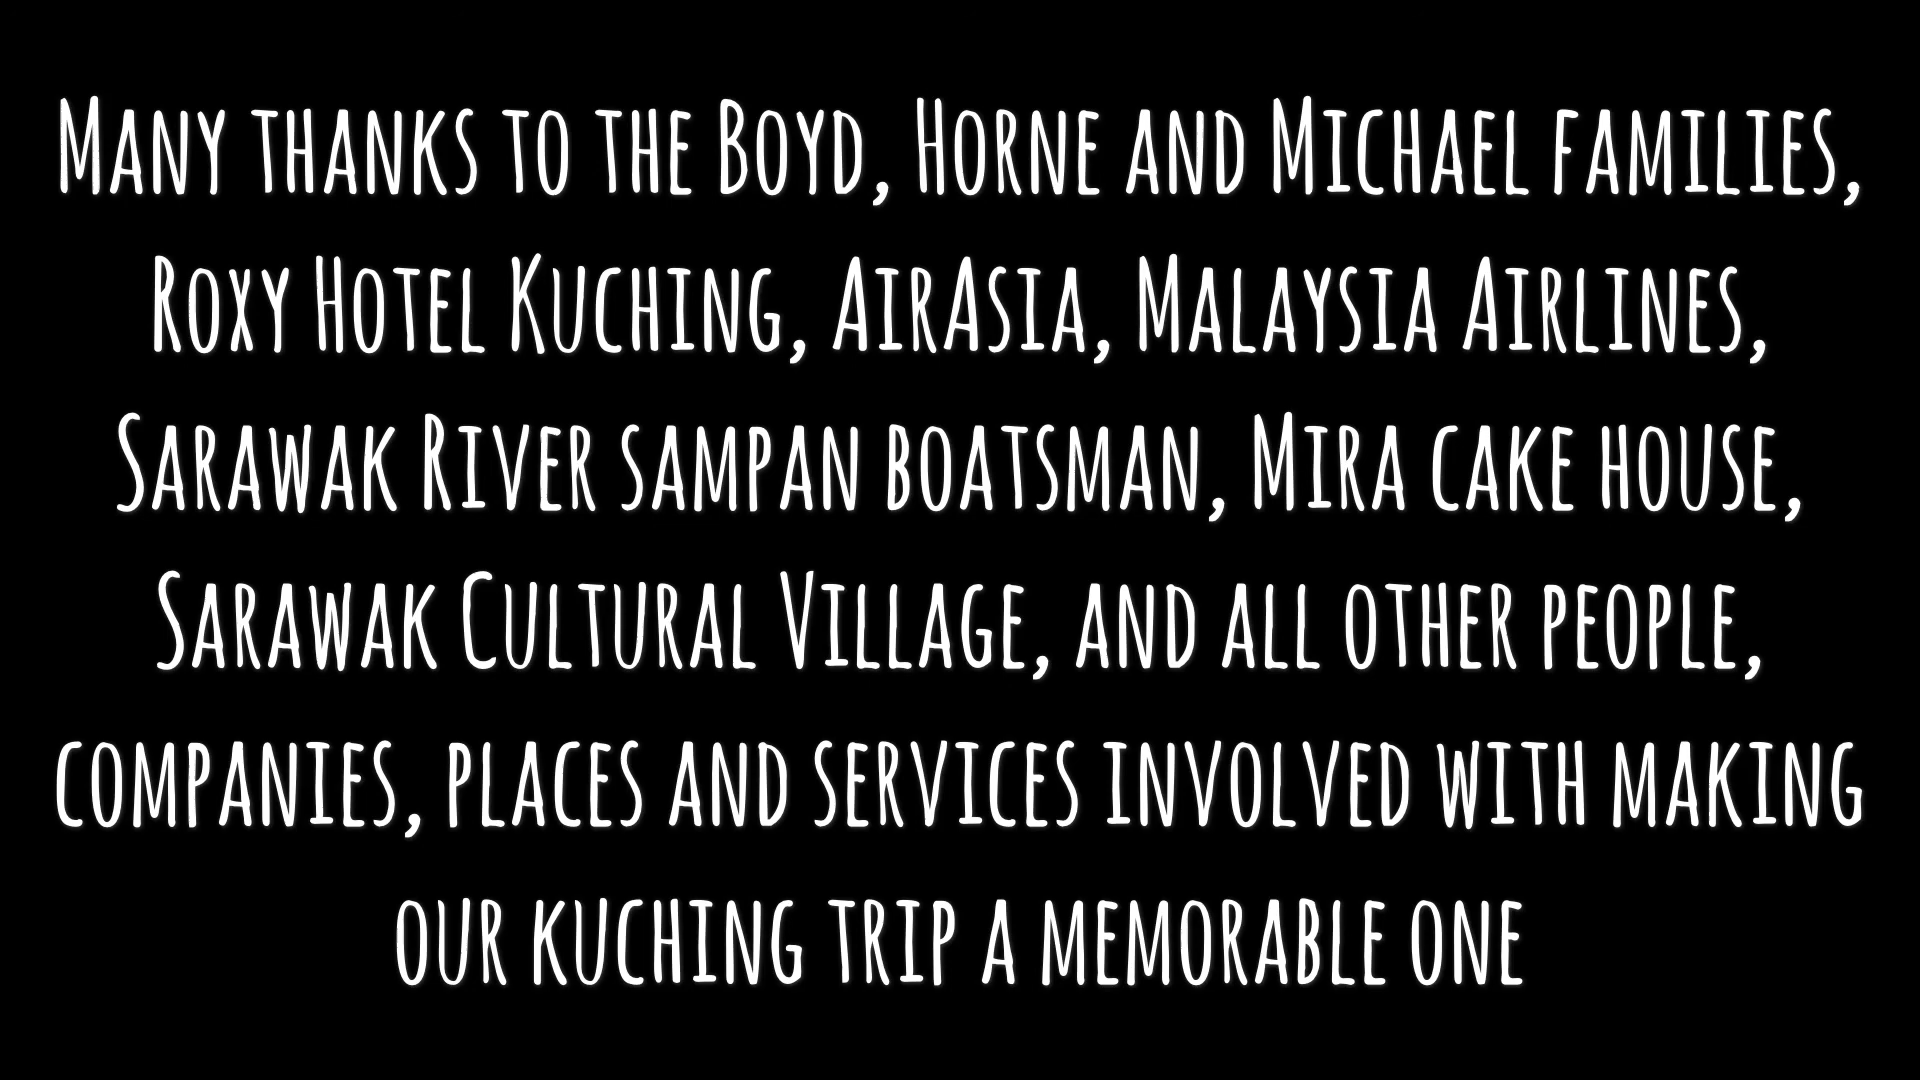 Many thanks to the Boyd, Horne and Michael families,
Roxy Hotel Kuching, AirAsia, Malaysia Airlines,
Sarawak River sampan boatsman, Mira cake house,
Sarawak Cultural Village, and all other people,
companies, places and services involved with making
our kuching trip a memorable one